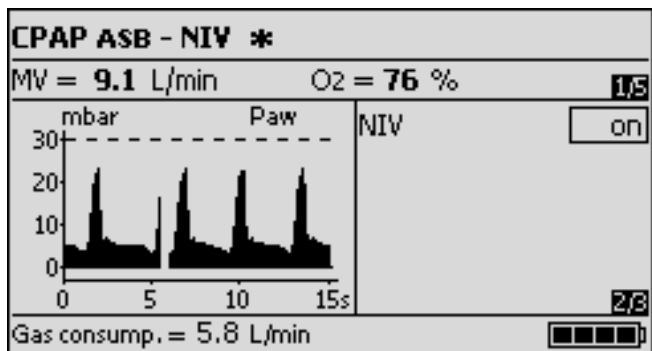 CPAP ASB - NIV *
MV = 9.1 L/min O2 = 76 % 1/5
mbar Paw
NIV on
30
20
10
0
0 5 10 15s
2/3
Gas consump. = 5.8 L/min